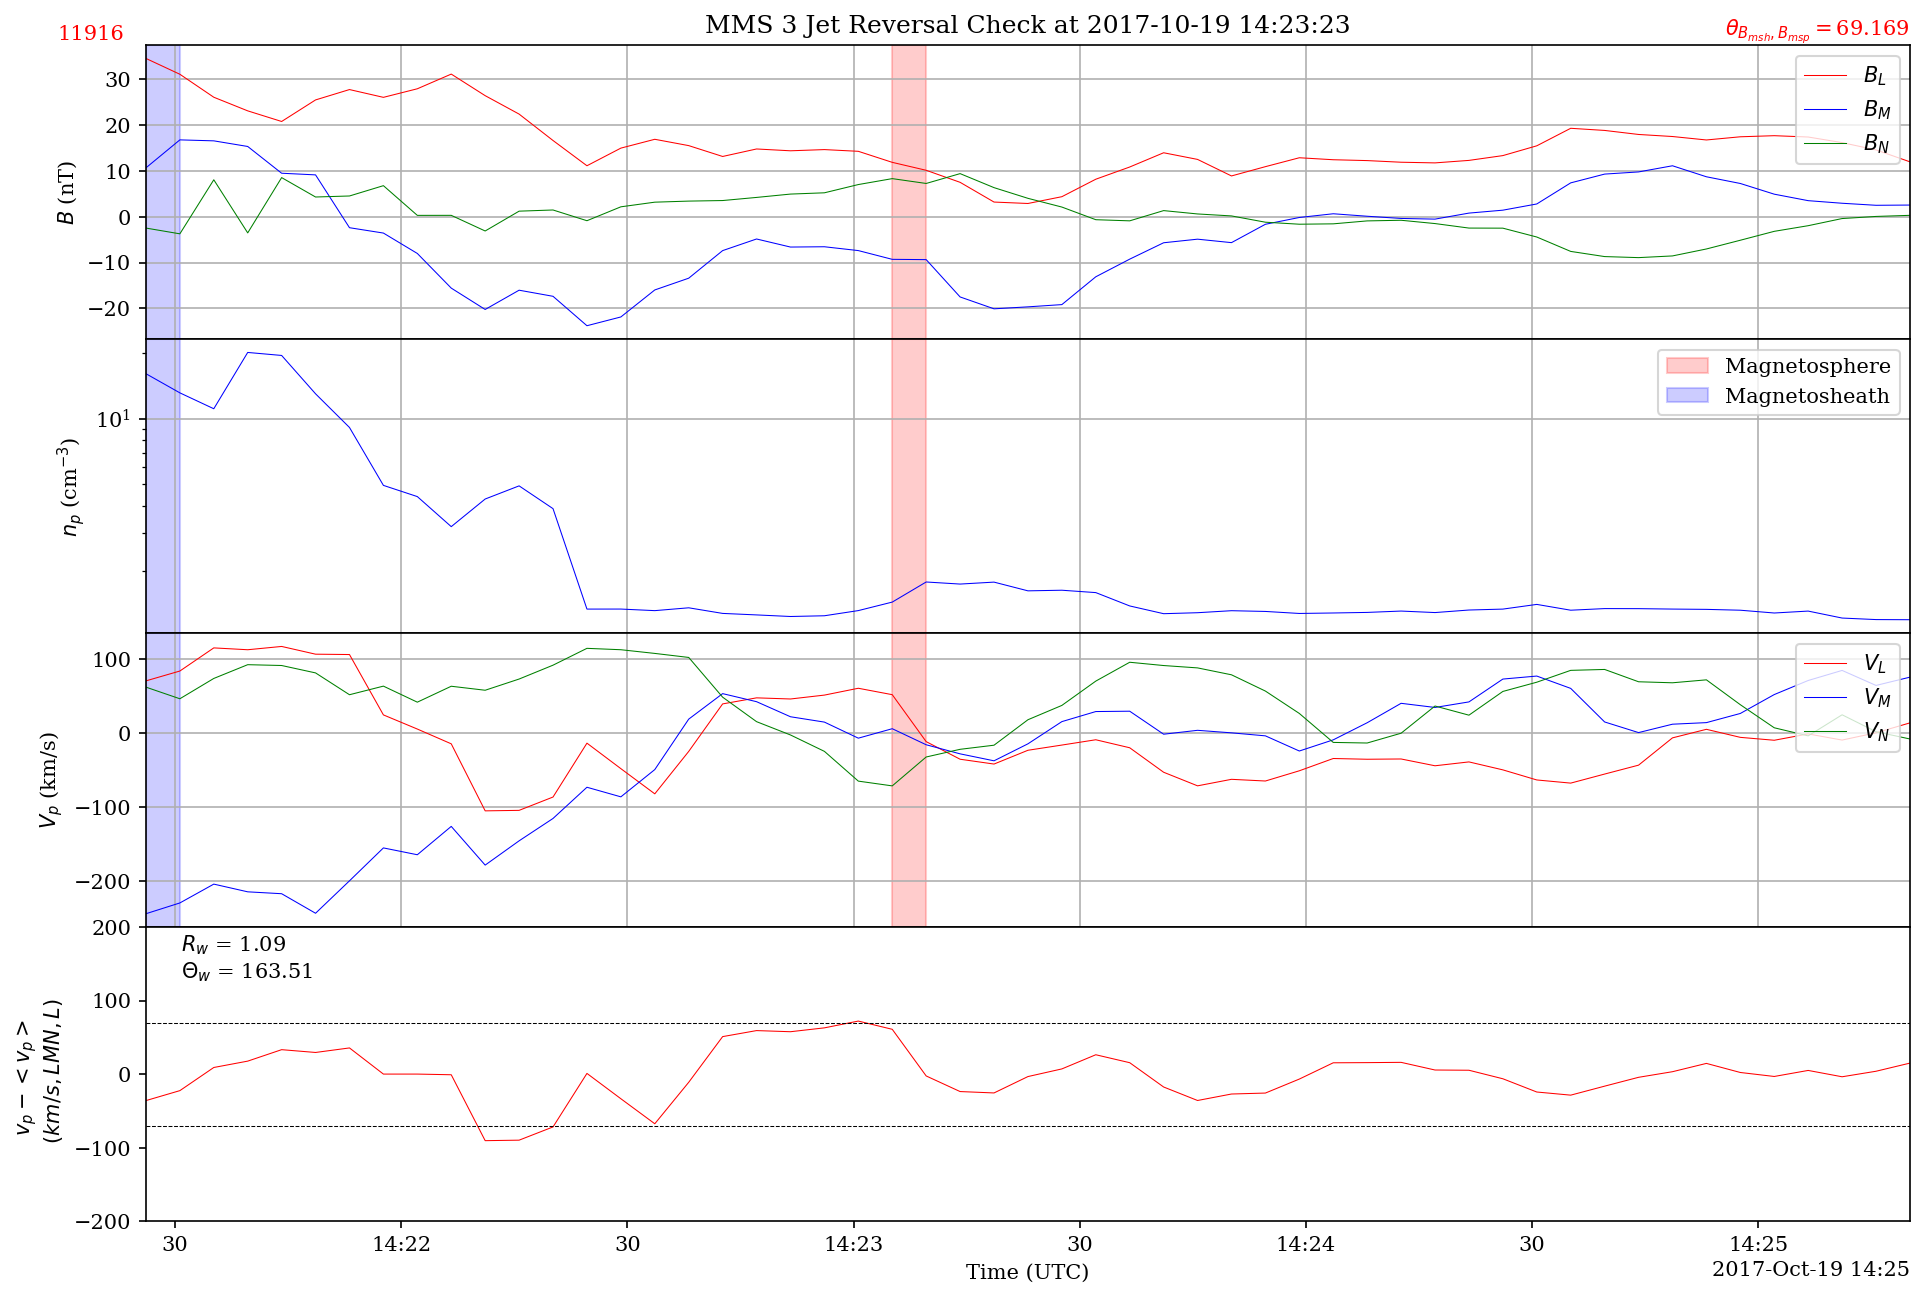 11916
MMS 3 Jet Reversal Check at 2017-10-19 14:23:23
θ_{B_{msh}, B_{msp}} = 69.169
30
20
10
0
−10
−20
B (nT)
B_L
B_M
B_N
10^1
n_p (cm^{−3})
Magnetosphere
Magnetosheath
100
0
−100
−200
V_p (km/s)
V_L
V_M
V_N
200
100
0
−100
−200
v_p − < v_p >
(km/s, LMN, L)
R_w = 1.09
Θ_w = 163.51
30 14:22 30 14:23 30 14:24 30 14:25
Time (UTC)
2017-Oct-19 14:25